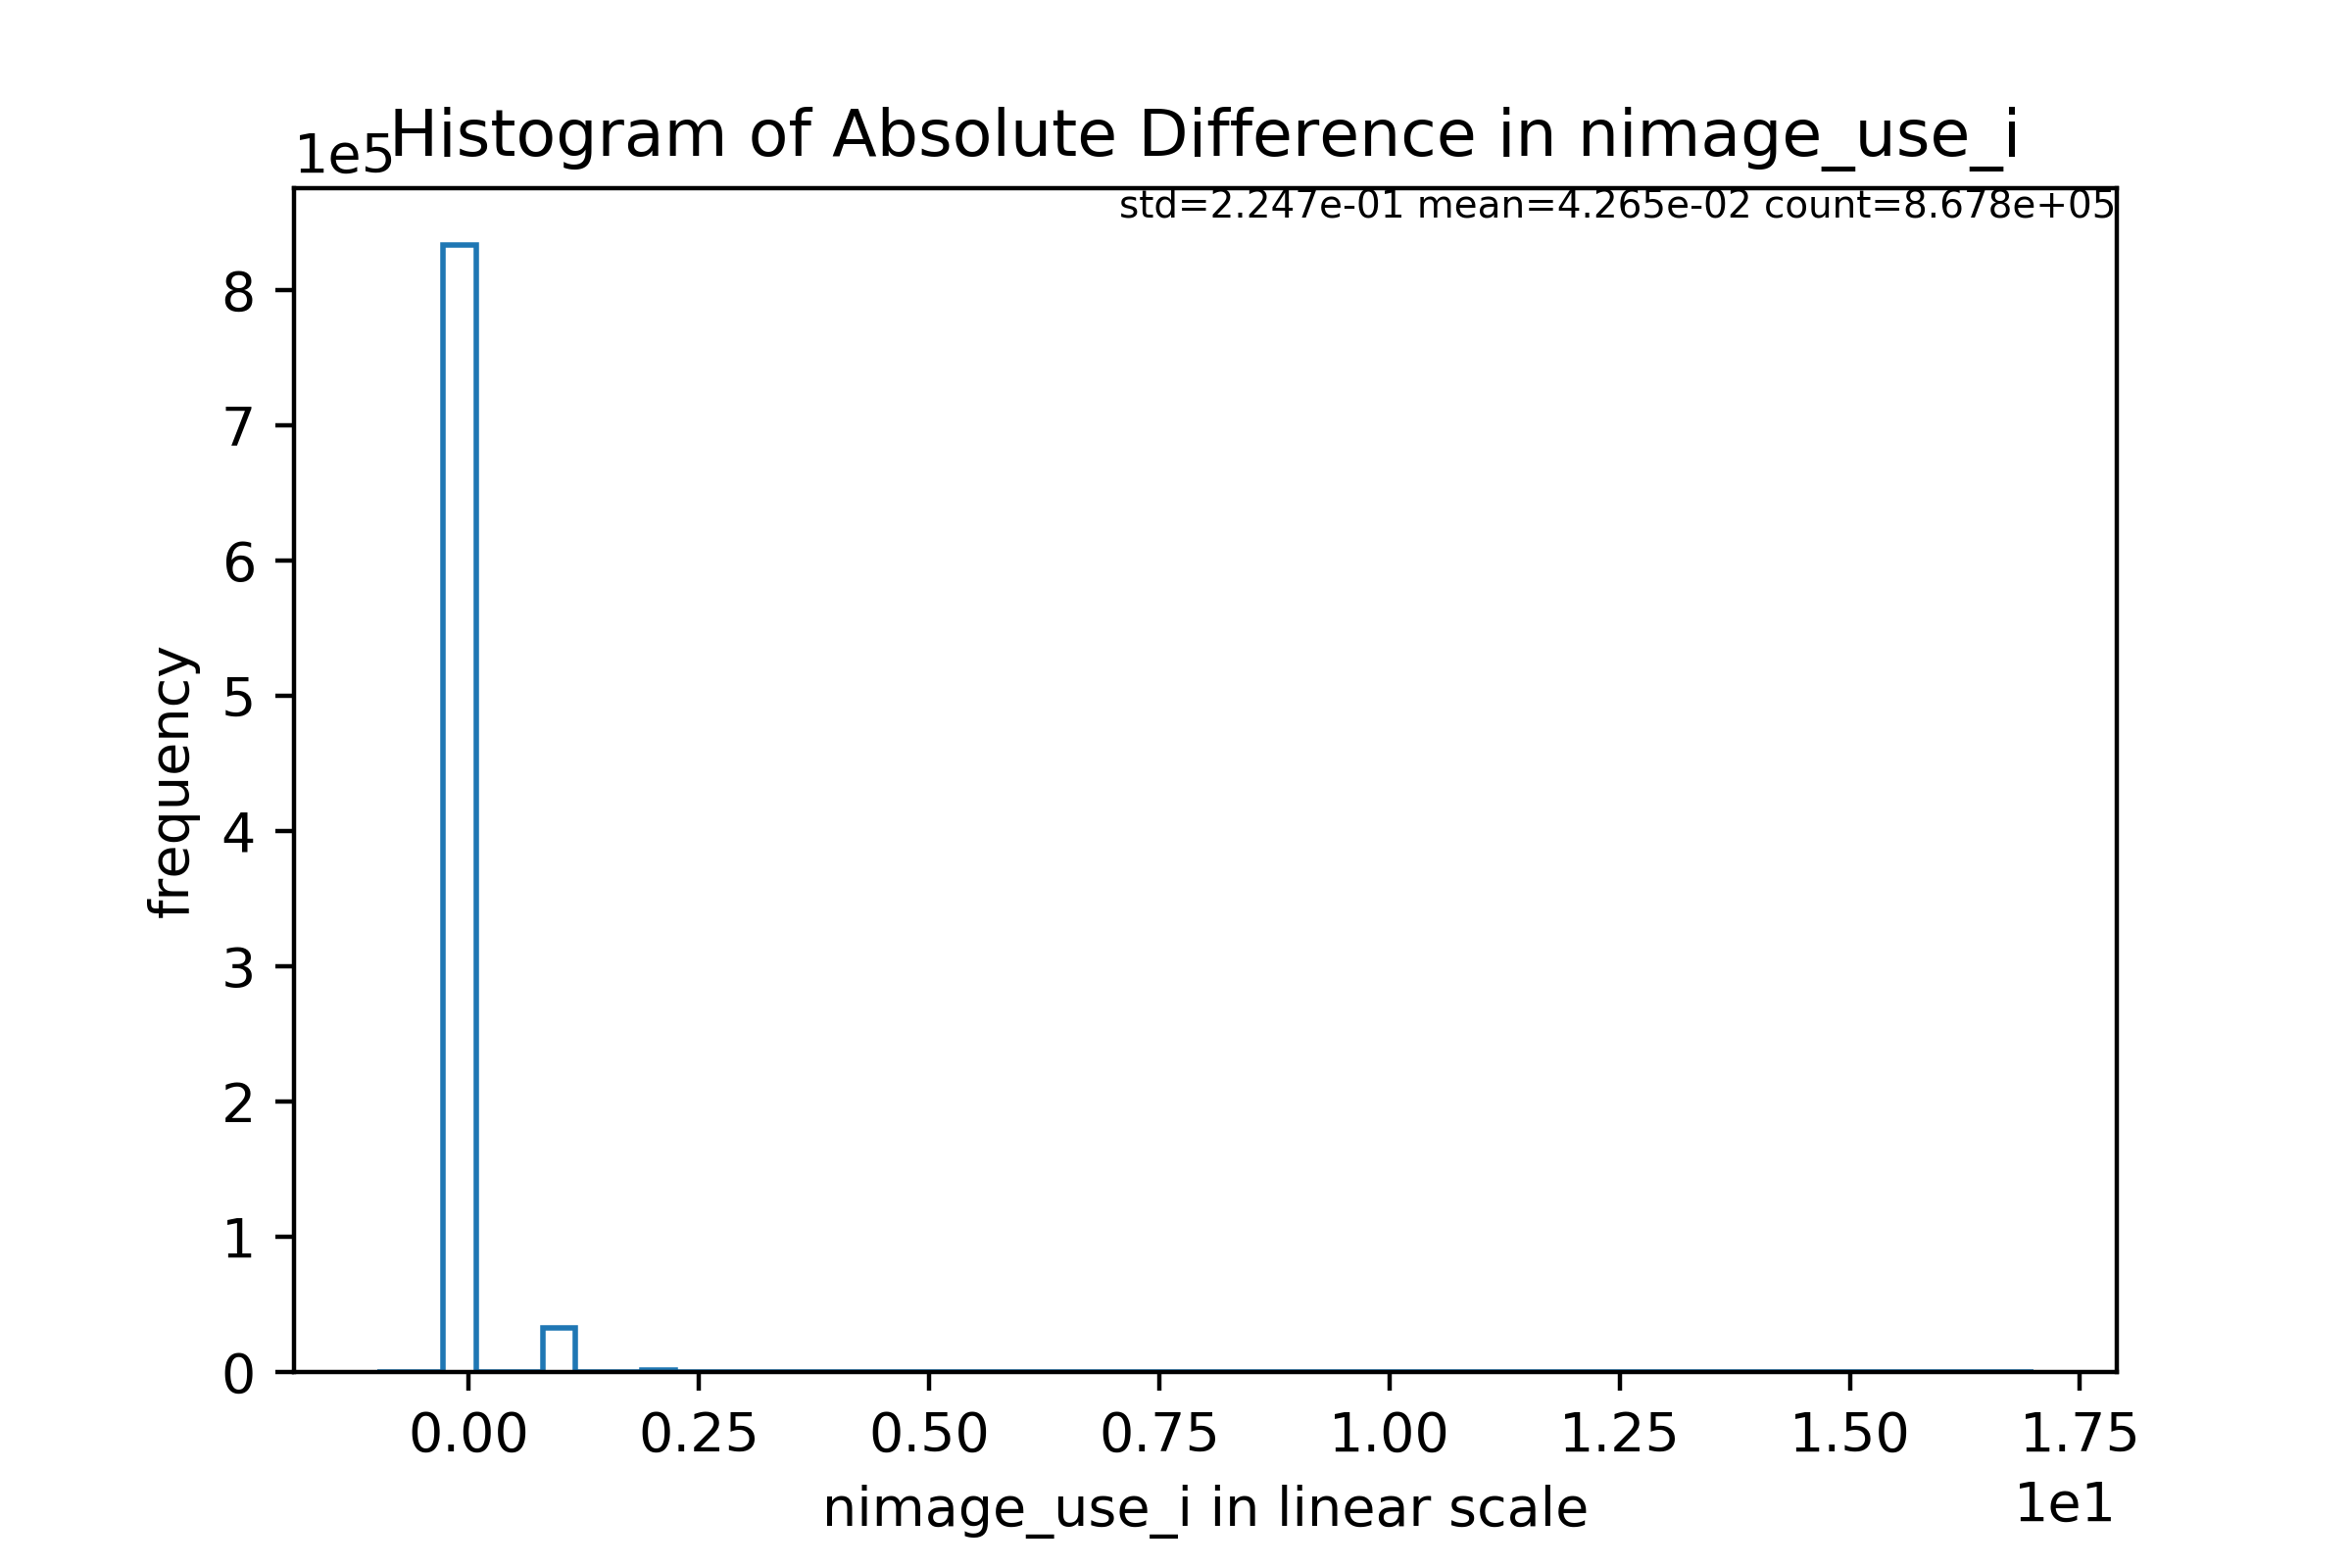 Histogram of Absolute Difference in nimage_use_i
1e5
std=2.247e-01 mean=4.265e-02 count=8.678e+05
8
7
6
5
4
3
2
1
0
frequency
0.00 0.25 0.50 0.75 1.00 1.25 1.50 1.75
1e1
nimage_use_i in linear scale